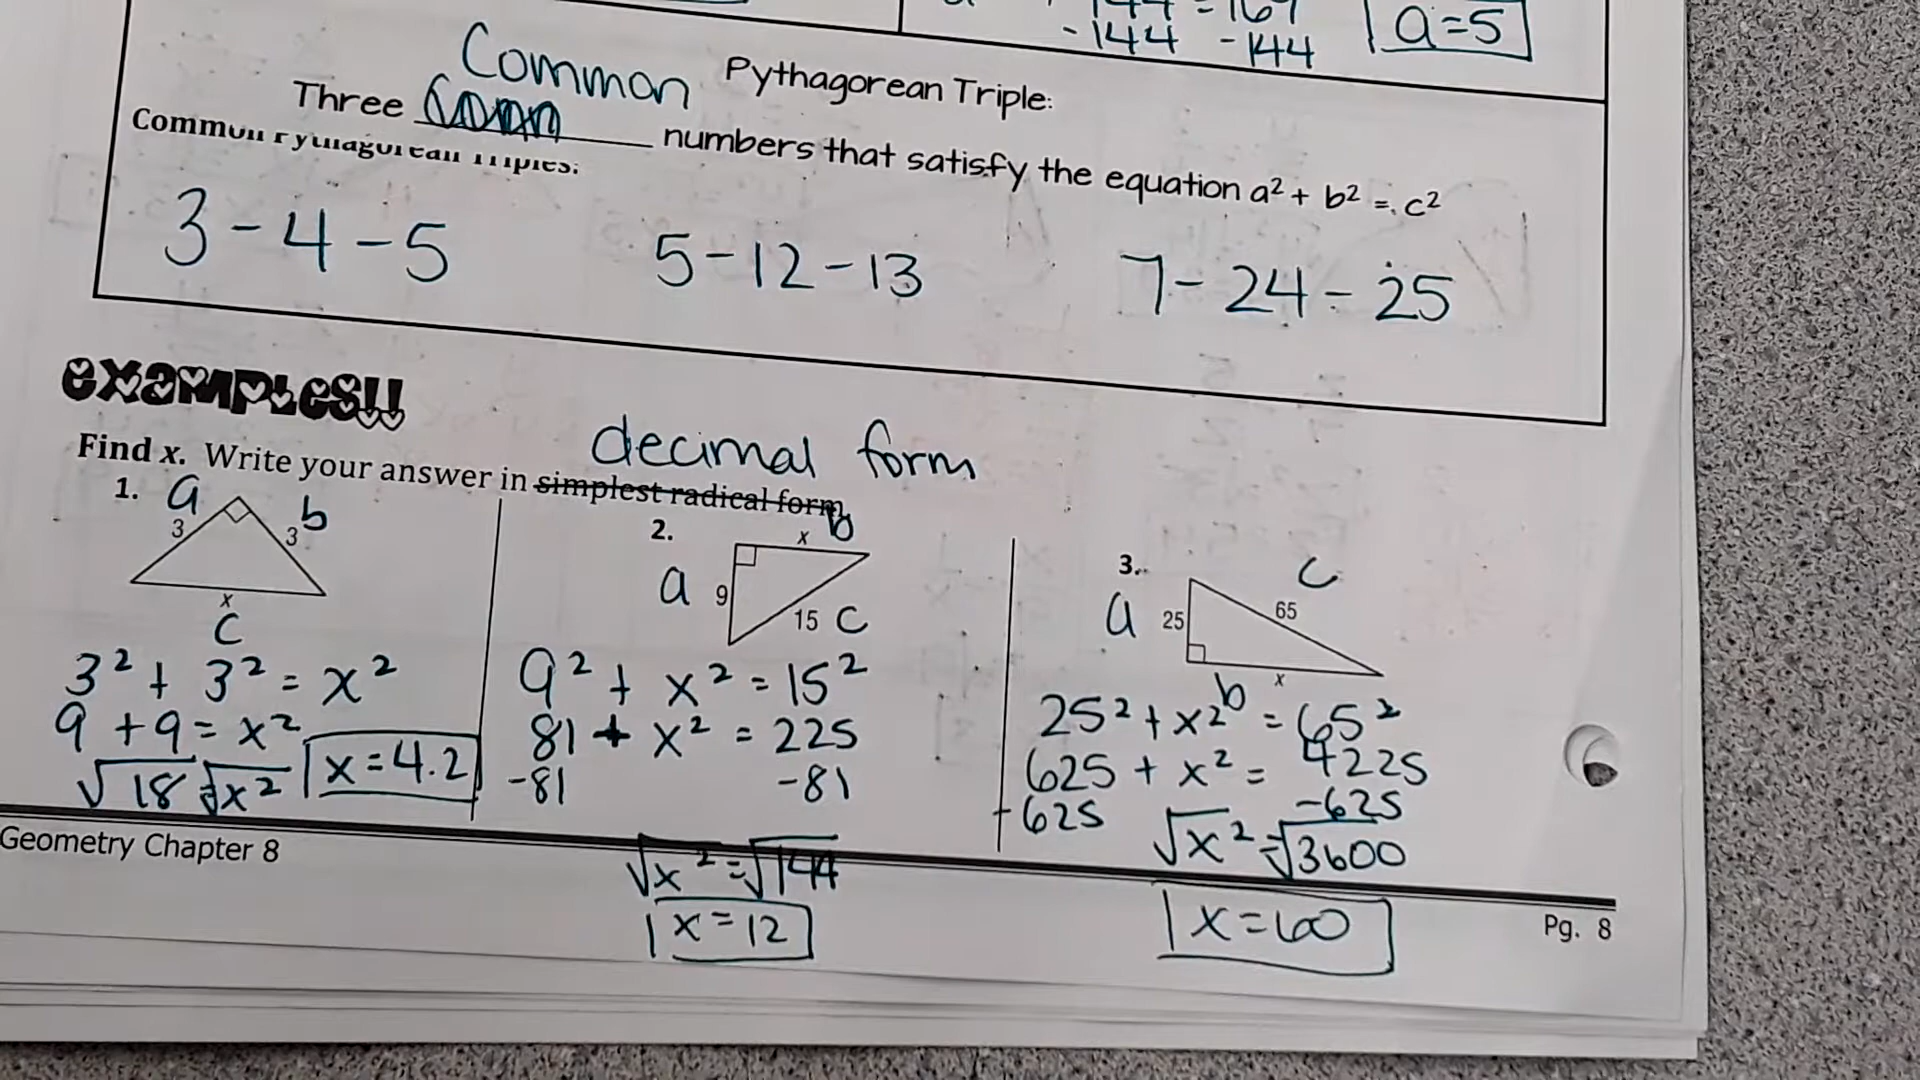 144 = 169
-144 -144 a=5
Common Pythagorean Triple:
Three numbers that satisfy the equation a² + b² = c²
Common Pythagorean Triples:
3-4-5 5-12-13 7-24-25
examples!!
decimal form
Find x. Write your answer in simplest radical form.
1. a 3 3 b x c
3² + 3² = x²
9 + 9 = x²
√18 = √x² x=4.2
2. a 9 x b 15 c
9² + x² = 15²
81 + x² = 225
-81 -81
√x² = √144
x=12
3. a 25 65 c x b
25² + x² = 65²
625 + x² = 4225
-625 -625
√x² = √3600
x=60
Geometry Chapter 8
Pg. 8